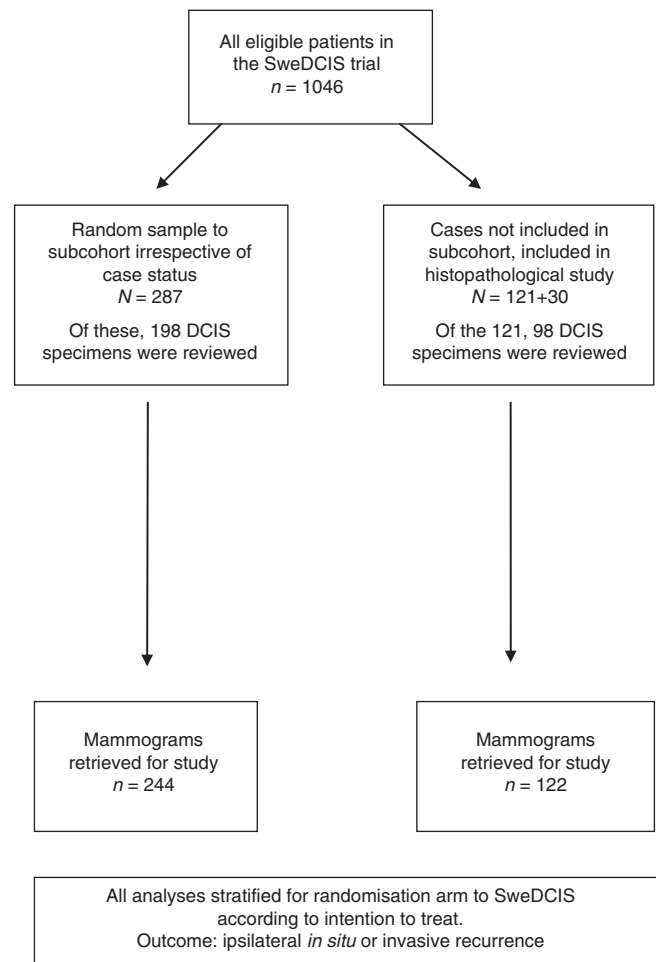 All eligible patients in
the SweDCIS trial
n = 1046
Random sample to
subcohort irrespective of
case status
N = 287
Of these, 198 DCIS
specimens were reviewed
Cases not included in
subcohort, included in
histopathological study
N = 121+30
Of the 121, 98 DCIS
specimens were reviewed
Mammograms
retrieved for study
n = 244
Mammograms
retrieved for study
n = 122
All analyses stratified for randomisation arm to SweDCIS
according to intention to treat.
Outcome: ipsilateral in situ or invasive recurrence